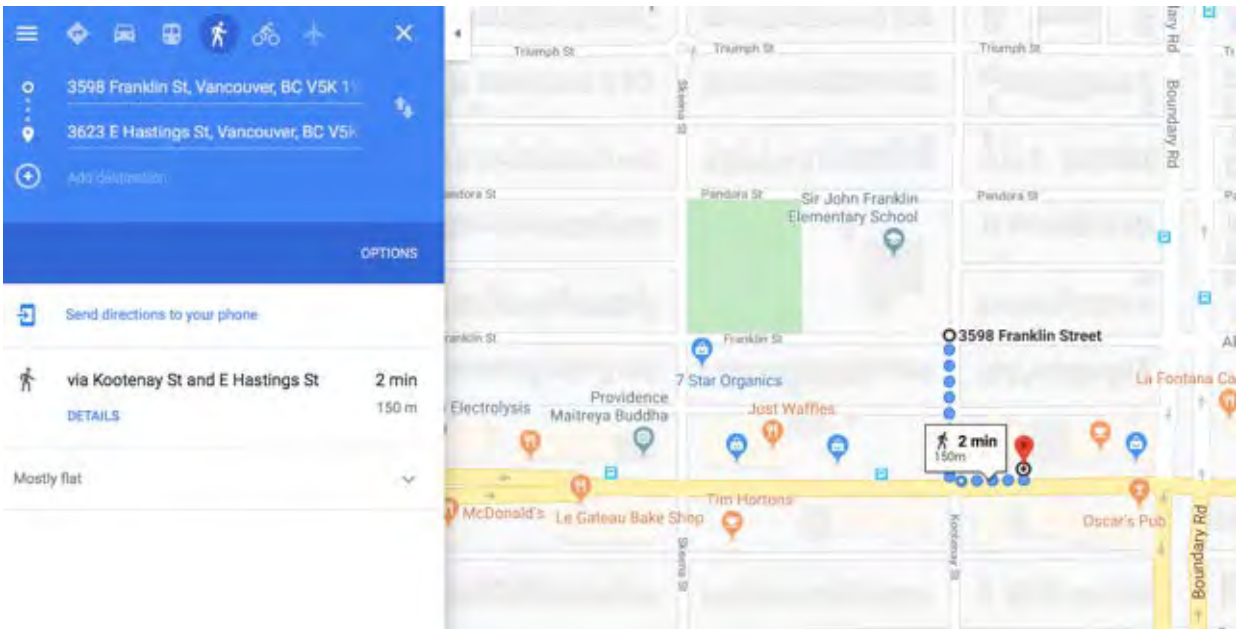 3598 Franklin St, Vancouver, BC V5K 1
3623 E Hastings St, Vancouver, BC V5K
Add destination
OPTIONS
Send directions to your phone
via Kootenay St and E Hastings St
2 min
150 m
DETAILS
Mostly flat
Triumph St
Triumph St
Triumph St
Skeena St
Boundary Rd
Pandora St
Sir John Franklin
Elementary School
Pandora St
Franklin St
3598 Franklin Street
7 Star Organics
La Fontana Ca
Electrolysis
Providence
Maitreya Buddha
Just Waffles
2 min
150m
Tim Hortons
McDonald's
Le Gateau Bake Shop
Oscar's Pub
Skeena St
Kootenay St
Boundary Rd